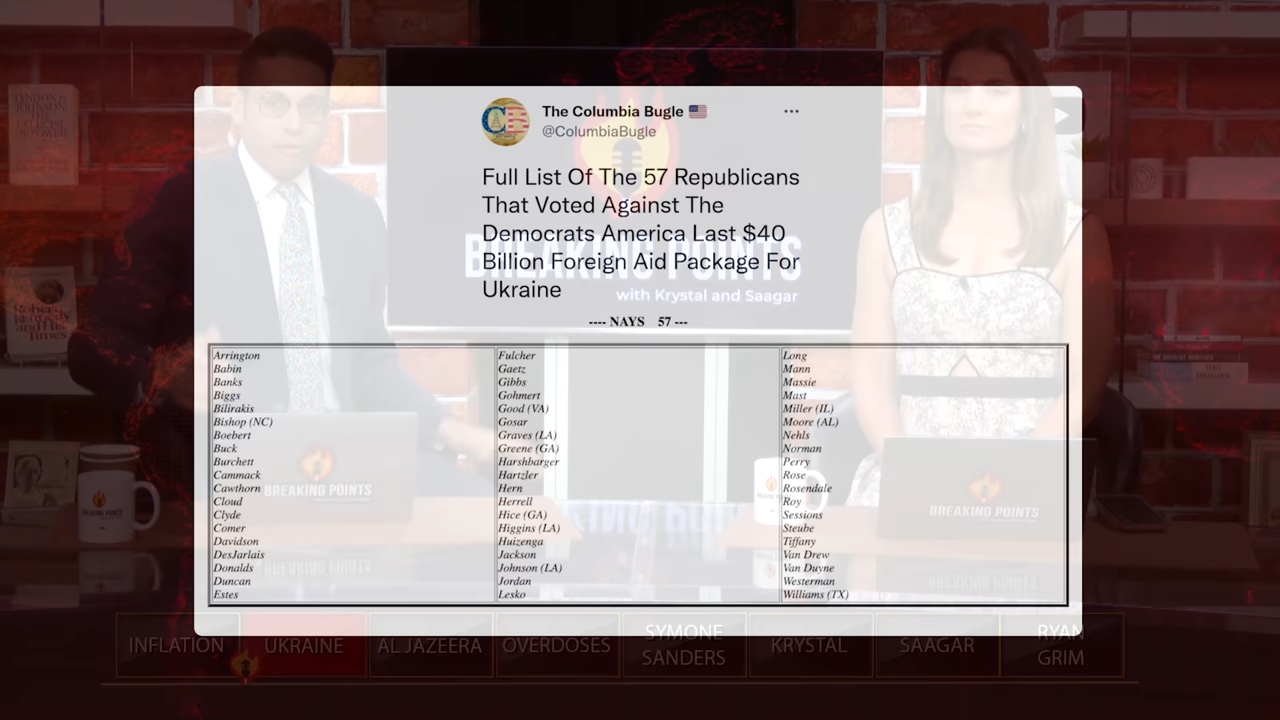 The Columbia Bugle
@ColumbiaBugle
Full List Of The 57 Republicans
That Voted Against The
Democrats America Last $40
Billion Foreign Aid Package For
Ukraine
BREAKING POINTS
with Krystal and Saagar
---- NAYS 57 ---
Arrington
Babin
Banks
Biggs
Bilirakis
Bishop (NC)
Boebert
Buck
Burchett
Cammack
Cawthorn
Cloud
Clyde
Comer
Davidson
DesJarlais
Donalds
Duncan
Estes
Fulcher
Gaetz
Gibbs
Gohmert
Good (VA)
Gosar
Graves (LA)
Greene (GA)
Harshbarger
Hartzler
Hern
Herrell
Hice (GA)
Higgins (LA)
Huizenga
Jackson
Johnson (LA)
Jordan
Lesko
Long
Mann
Massie
Mast
Miller (IL)
Moore (AL)
Nehls
Norman
Perry
Rose
Rosendale
Roy
Sessions
Steube
Tiffany
Van Drew
Van Duyne
Westerman
Williams (TX)
BREAKING POINTS
BREAKING POINTS
INFLATION
UKRAINE
AL JAZEERA
OVERDOSES
SYMONE
SANDERS
KRYSTAL
SAAGAR
RYAN
GRIM